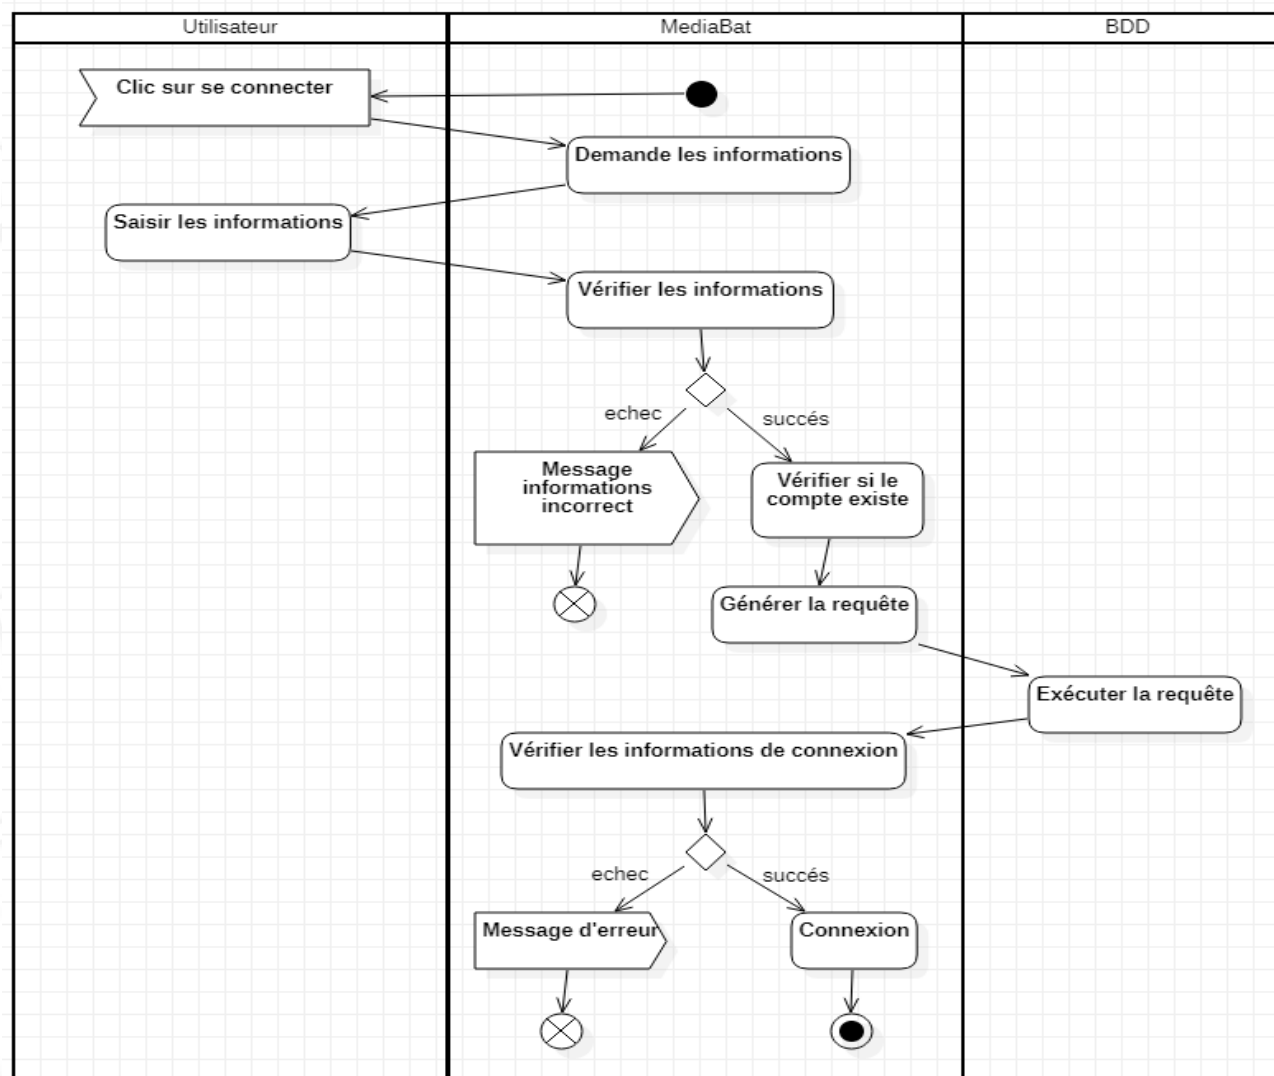 Utilisateur
MediaBat
BDD
Clic sur se connecter
Demande les informations
Saisir les informations
Vérifier les informations
echec
succés
Message
informations
incorrect
Vérifier si le
compte existe
Générer la requête
Exécuter la requête
Vérifier les informations de connexion
echec
succés
Message d'erreur
Connexion